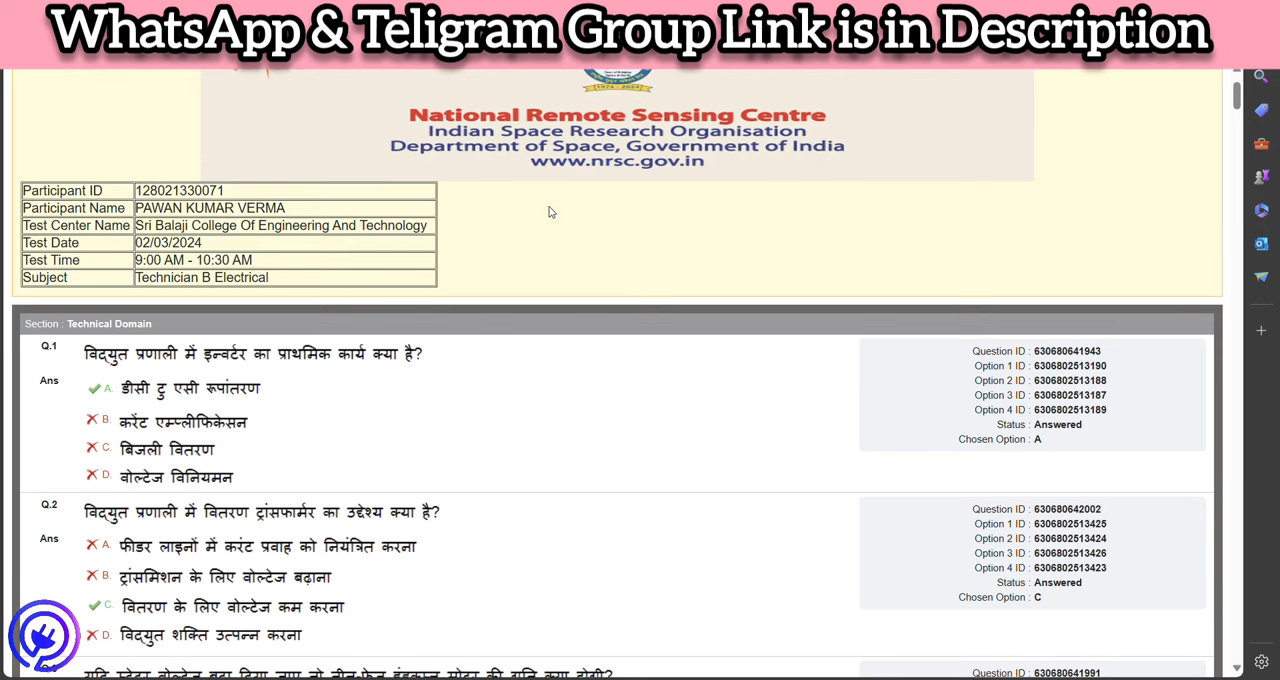 WhatsApp & Teligram Group Link is in Description
National Remote Sensing Centre
Indian Space Research Organisation
Department of Space, Government of India
www.nrsc.gov.in
Participant ID 128021330071
Participant Name PAWAN KUMAR VERMA
Test Center Name Sri Balaji College Of Engineering And Technology
Test Date 02/03/2024
Test Time 9:00 AM - 10:30 AM
Subject Technician B Electrical
Section : Technical Domain
Q.1 विद्युत प्रणाली में इन्वर्टर का प्राथमिक कार्य क्या है?
Ans A. डीसी टु एसी रूपांतरण
B. करेंट एम्प्लीफिकेसन
C. बिजली वितरण
D. वोल्टेज विनियमन
Question ID : 630680641943
Option 1 ID : 6306802513190
Option 2 ID : 6306802513188
Option 3 ID : 6306802513187
Option 4 ID : 6306802513189
Status : Answered
Chosen Option : A
Q.2 विद्युत प्रणाली में वितरण ट्रांसफार्मर का उद्देश्य क्या है?
Ans A. फीडर लाइनों में करंट प्रवाह को नियंत्रित करना
B. ट्रांसमिशन के लिए वोल्टेज बढ़ाना
C. वितरण के लिए वोल्टेज कम करना
D. विद्युत शक्ति उत्पन्न करना
Question ID : 630680642002
Option 1 ID : 6306802513425
Option 2 ID : 6306802513424
Option 3 ID : 6306802513426
Option 4 ID : 6306802513423
Status : Answered
Chosen Option : C
Question ID : 630680641991